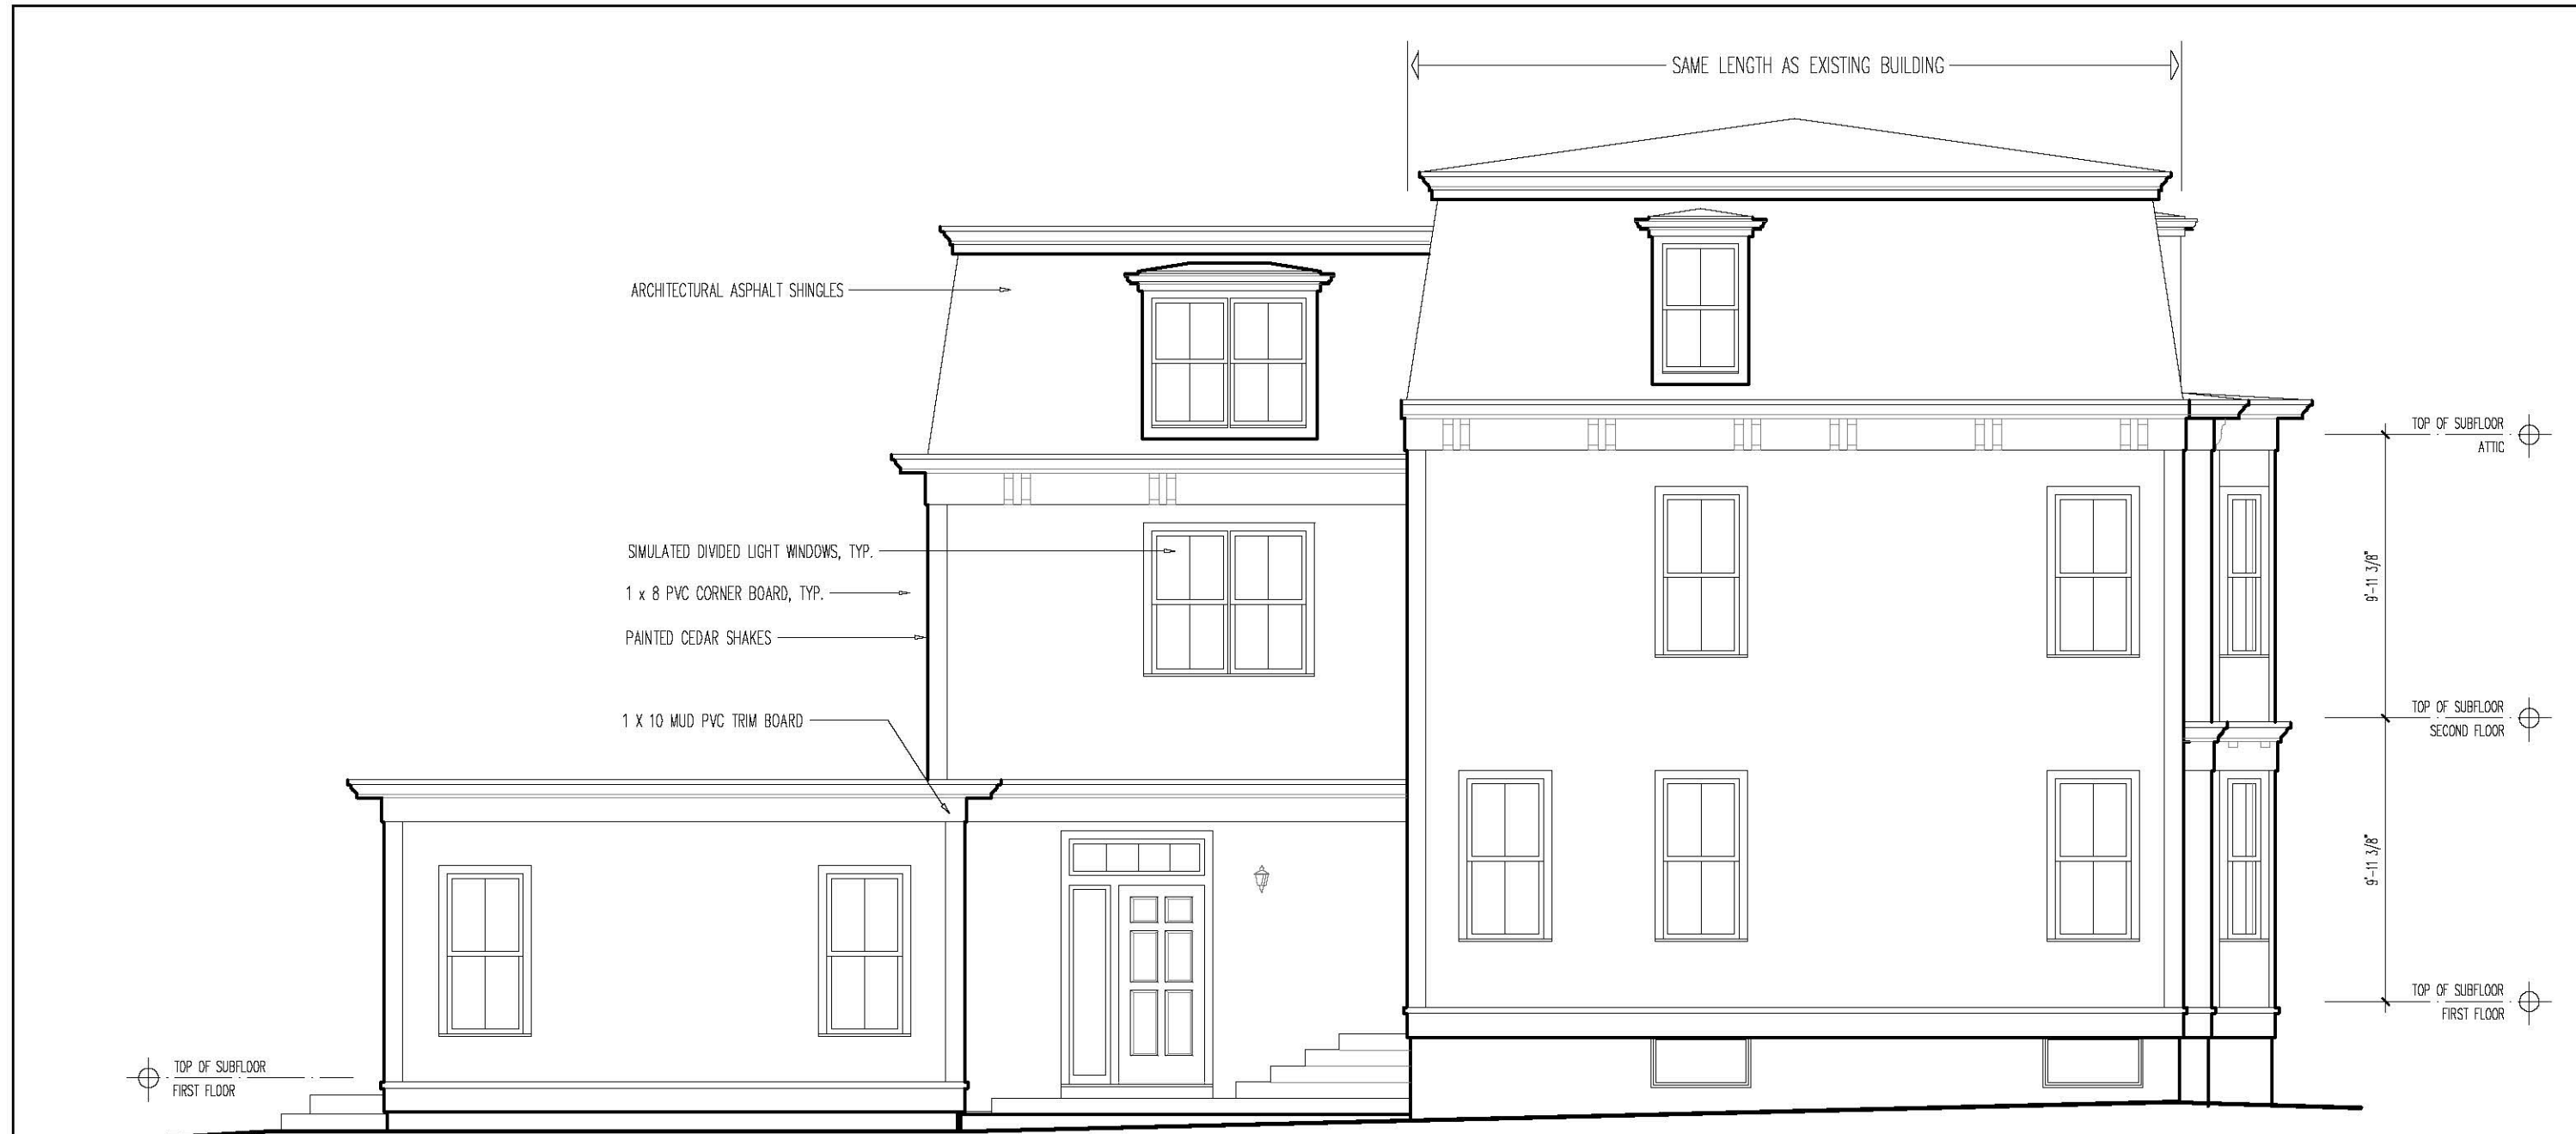 SAME LENGTH AS EXISTING BUILDING
ARCHITECTURAL ASPHALT SHINGLES
TOP OF SUBFLOOR
ATTIC
SIMULATED DIVIDED LIGHT WINDOWS, TYP.
9'-11 3/8"
1 x 8 PVC CORNER BOARD, TYP.
PAINTED CEDAR SHAKES
TOP OF SUBFLOOR
SECOND FLOOR
1 X 10 MUD PVC TRIM BOARD
9'-11 3/8"
TOP OF SUBFLOOR
FIRST FLOOR
TOP OF SUBFLOOR
FIRST FLOOR